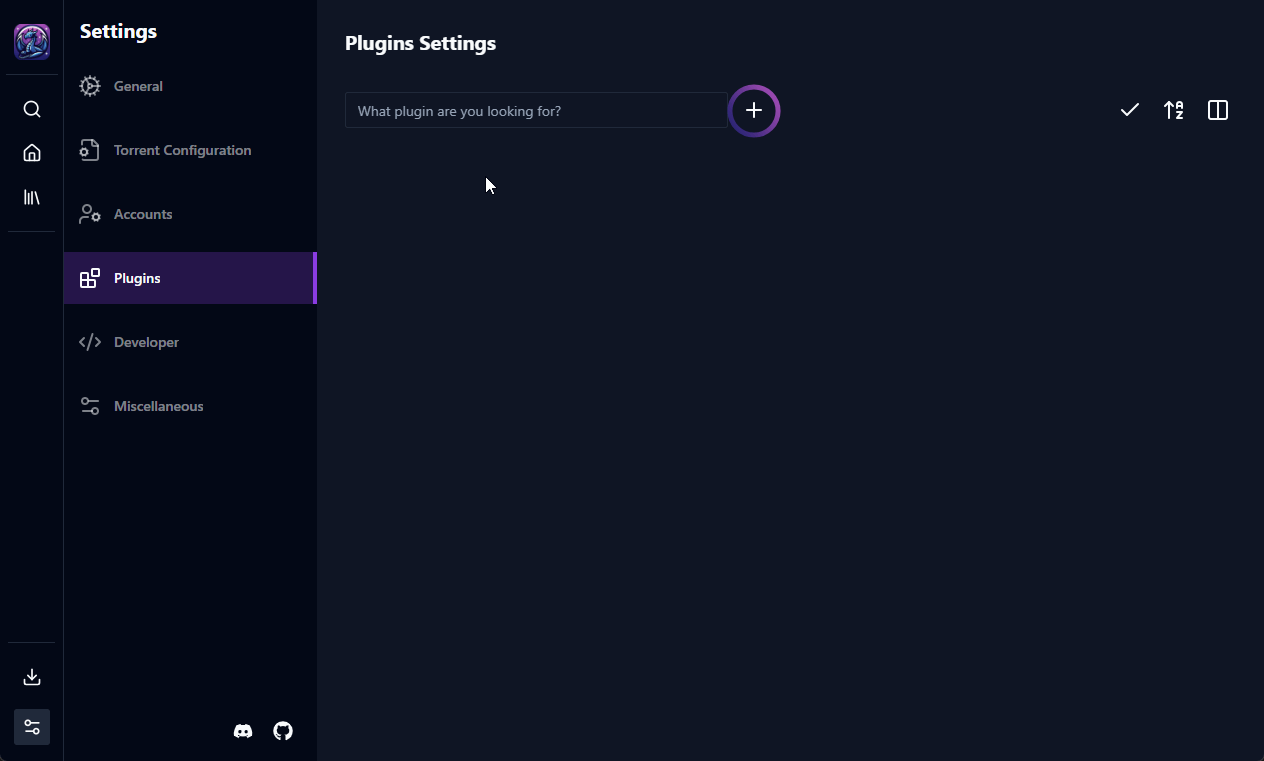 Settings
General
Torrent Configuration
Accounts
Plugins
Developer
Miscellaneous
Plugins Settings
What plugin are you looking for?